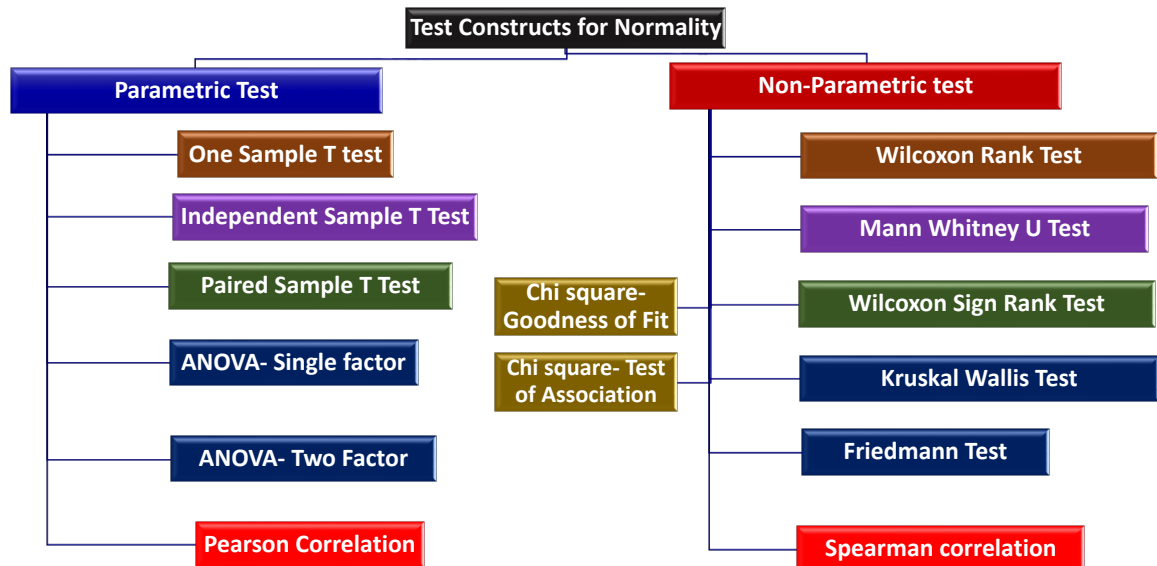 Test Constructs for Normality
Parametric Test
One Sample T test
Independent Sample T Test
Paired Sample T Test
ANOVA- Single factor
ANOVA- Two Factor
Pearson Correlation
Non-Parametric test
Chi square-
Goodness of Fit
Chi square- Test
of Association
Wilcoxon Rank Test
Mann Whitney U Test
Wilcoxon Sign Rank Test
Kruskal Wallis Test
Friedmann Test
Spearman correlation